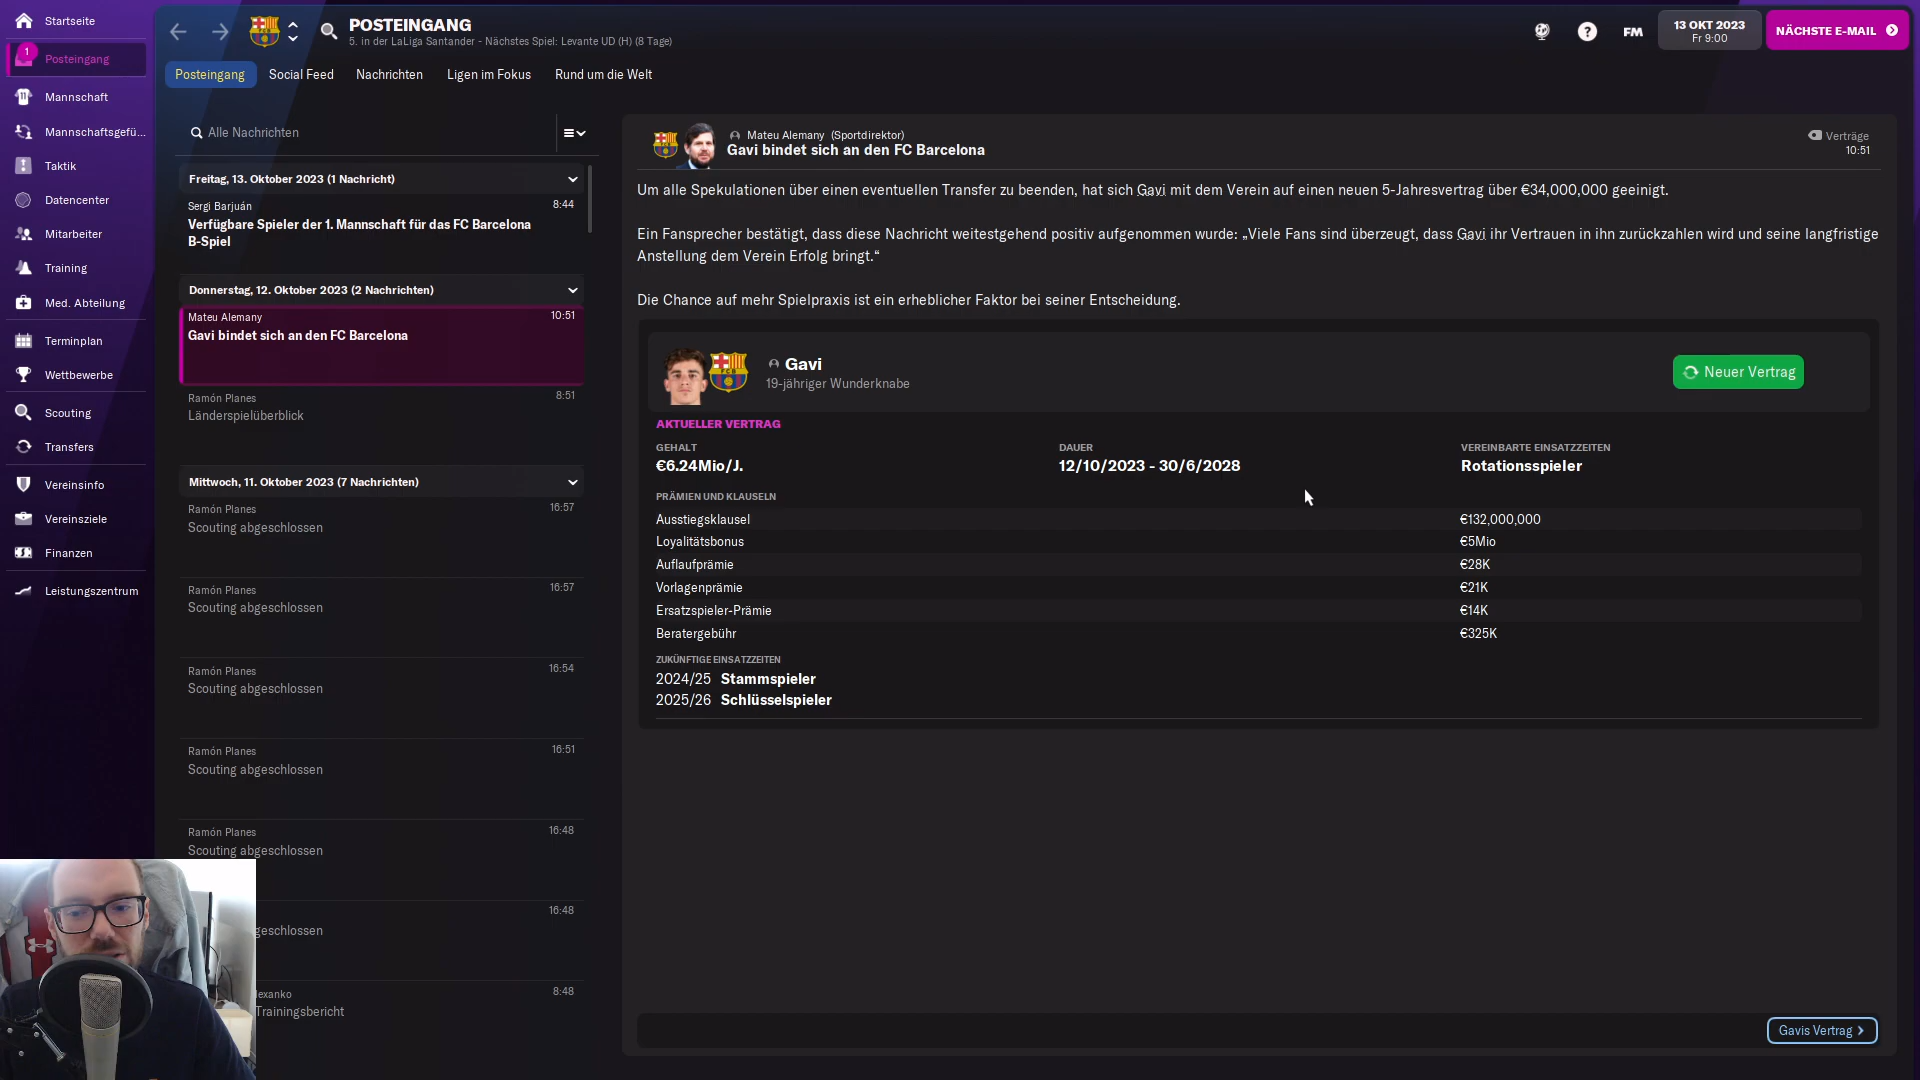 Startseite
1
Posteingang
Mannschaft
Mannschaftsgefü...
Taktik
Datencenter
Mitarbeiter
Training
Med. Abteilung
Terminplan
Wettbewerbe
Scouting
Transfers
Vereinsinfo
Vereinsziele
Finanzen
Leistungszentrum
POSTEINGANG
5. in der LaLiga Santander - Nächstes Spiel: Levante UD (H) (8 Tage)
FM
13 OKT 2023
Fr 9:00
NÄCHSTE E-MAIL
Posteingang
Social Feed
Nachrichten
Ligen im Fokus
Rund um die Welt
Alle Nachrichten
Freitag, 13. Oktober 2023 (1 Nachricht)
Sergi Barjuán 8:44
Verfügbare Spieler der 1. Mannschaft für das FC Barcelona
B-Spiel
Donnerstag, 12. Oktober 2023 (2 Nachrichten)
Mateu Alemany 10:51
Gavi bindet sich an den FC Barcelona
Ramón Planes 8:51
Länderspielüberblick
Mittwoch, 11. Oktober 2023 (7 Nachrichten)
Ramón Planes 16:57
Scouting abgeschlossen
Ramón Planes 16:57
Scouting abgeschlossen
Ramón Planes 16:54
Scouting abgeschlossen
Ramón Planes 16:51
Scouting abgeschlossen
Ramón Planes 16:48
Scouting abgeschlossen
16:48
geschlossen
lexanko 8:48
Trainingsbericht
Mateu Alemany (Sportdirektor)
Gavi bindet sich an den FC Barcelona
Verträge
10:51
Um alle Spekulationen über einen eventuellen Transfer zu beenden, hat sich Gavi mit dem Verein auf einen neuen 5-Jahresvertrag über €34,000,000 geeinigt.
Ein Fansprecher bestätigt, dass diese Nachricht weitestgehend positiv aufgenommen wurde: „Viele Fans sind überzeugt, dass Gavi ihr Vertrauen in ihn zurückzahlen wird und seine langfristige
Anstellung dem Verein Erfolg bringt.“
Die Chance auf mehr Spielpraxis ist ein erheblicher Faktor bei seiner Entscheidung.
Gavi
19-jähriger Wunderknabe
Neuer Vertrag
AKTUELLER VERTRAG
GEHALT DAUER VEREINBARTE EINSATZZEITEN
€6.24Mio/J. 12/10/2023 - 30/6/2028 Rotationsspieler
PRÄMIEN UND KLAUSELN
Ausstiegsklausel €132,000,000
Loyalitätsbonus €5Mio
Auflaufprämie €28K
Vorlagenprämie €21K
Ersatzspieler-Prämie €14K
Beratergebühr €325K
ZUKÜNFTIGE EINSATZZEITEN
2024/25 Stammspieler
2025/26 Schlüsselspieler
Gavis Vertrag